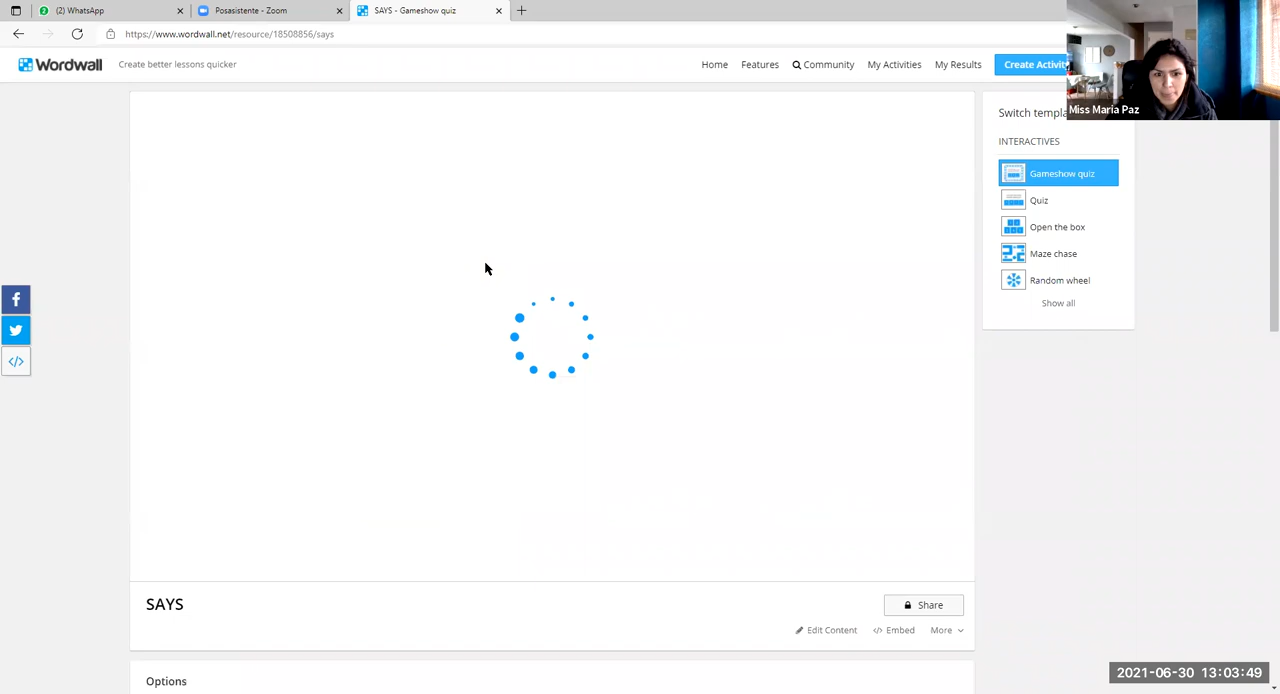 (2) WhatsApp
Posasistente - Zoom
SAYS - Gameshow quiz
https://www.wordwall.net/resource/18508856/says
Wordwall
Create better lessons quicker
Home
Features
Community
My Activities
My Results
Create Activit
Miss Maria Paz
Switch templa
INTERACTIVES
Gameshow quiz
Quiz
Open the box
Maze chase
Random wheel
Show all
SAYS
Share
Edit Content
Embed
More
Options
2021-06-30 13:03:49